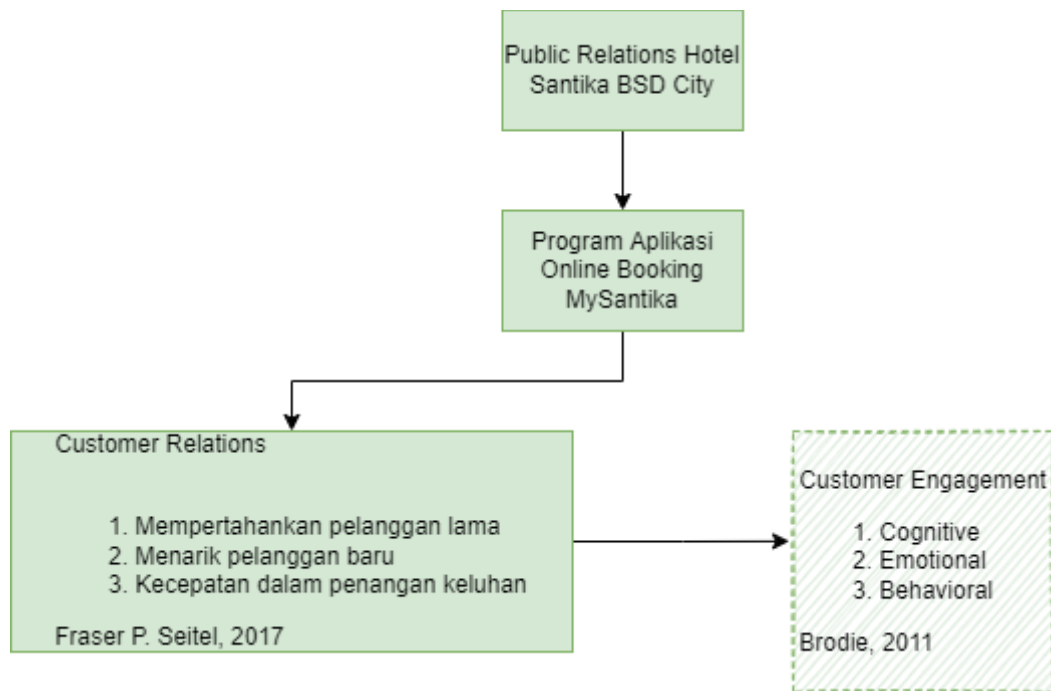 Public Relations Hotel
Santika BSD City
Program Aplikasi
Online Booking
MySantika
Customer Relations
1. Mempertahankan pelanggan lama
2. Menarik pelanggan baru
3. Kecepatan dalam penangan keluhan
Fraser P. Seitel, 2017
Customer Engagement
1. Cognitive
2. Emotional
3. Behavioral
Brodie, 2011